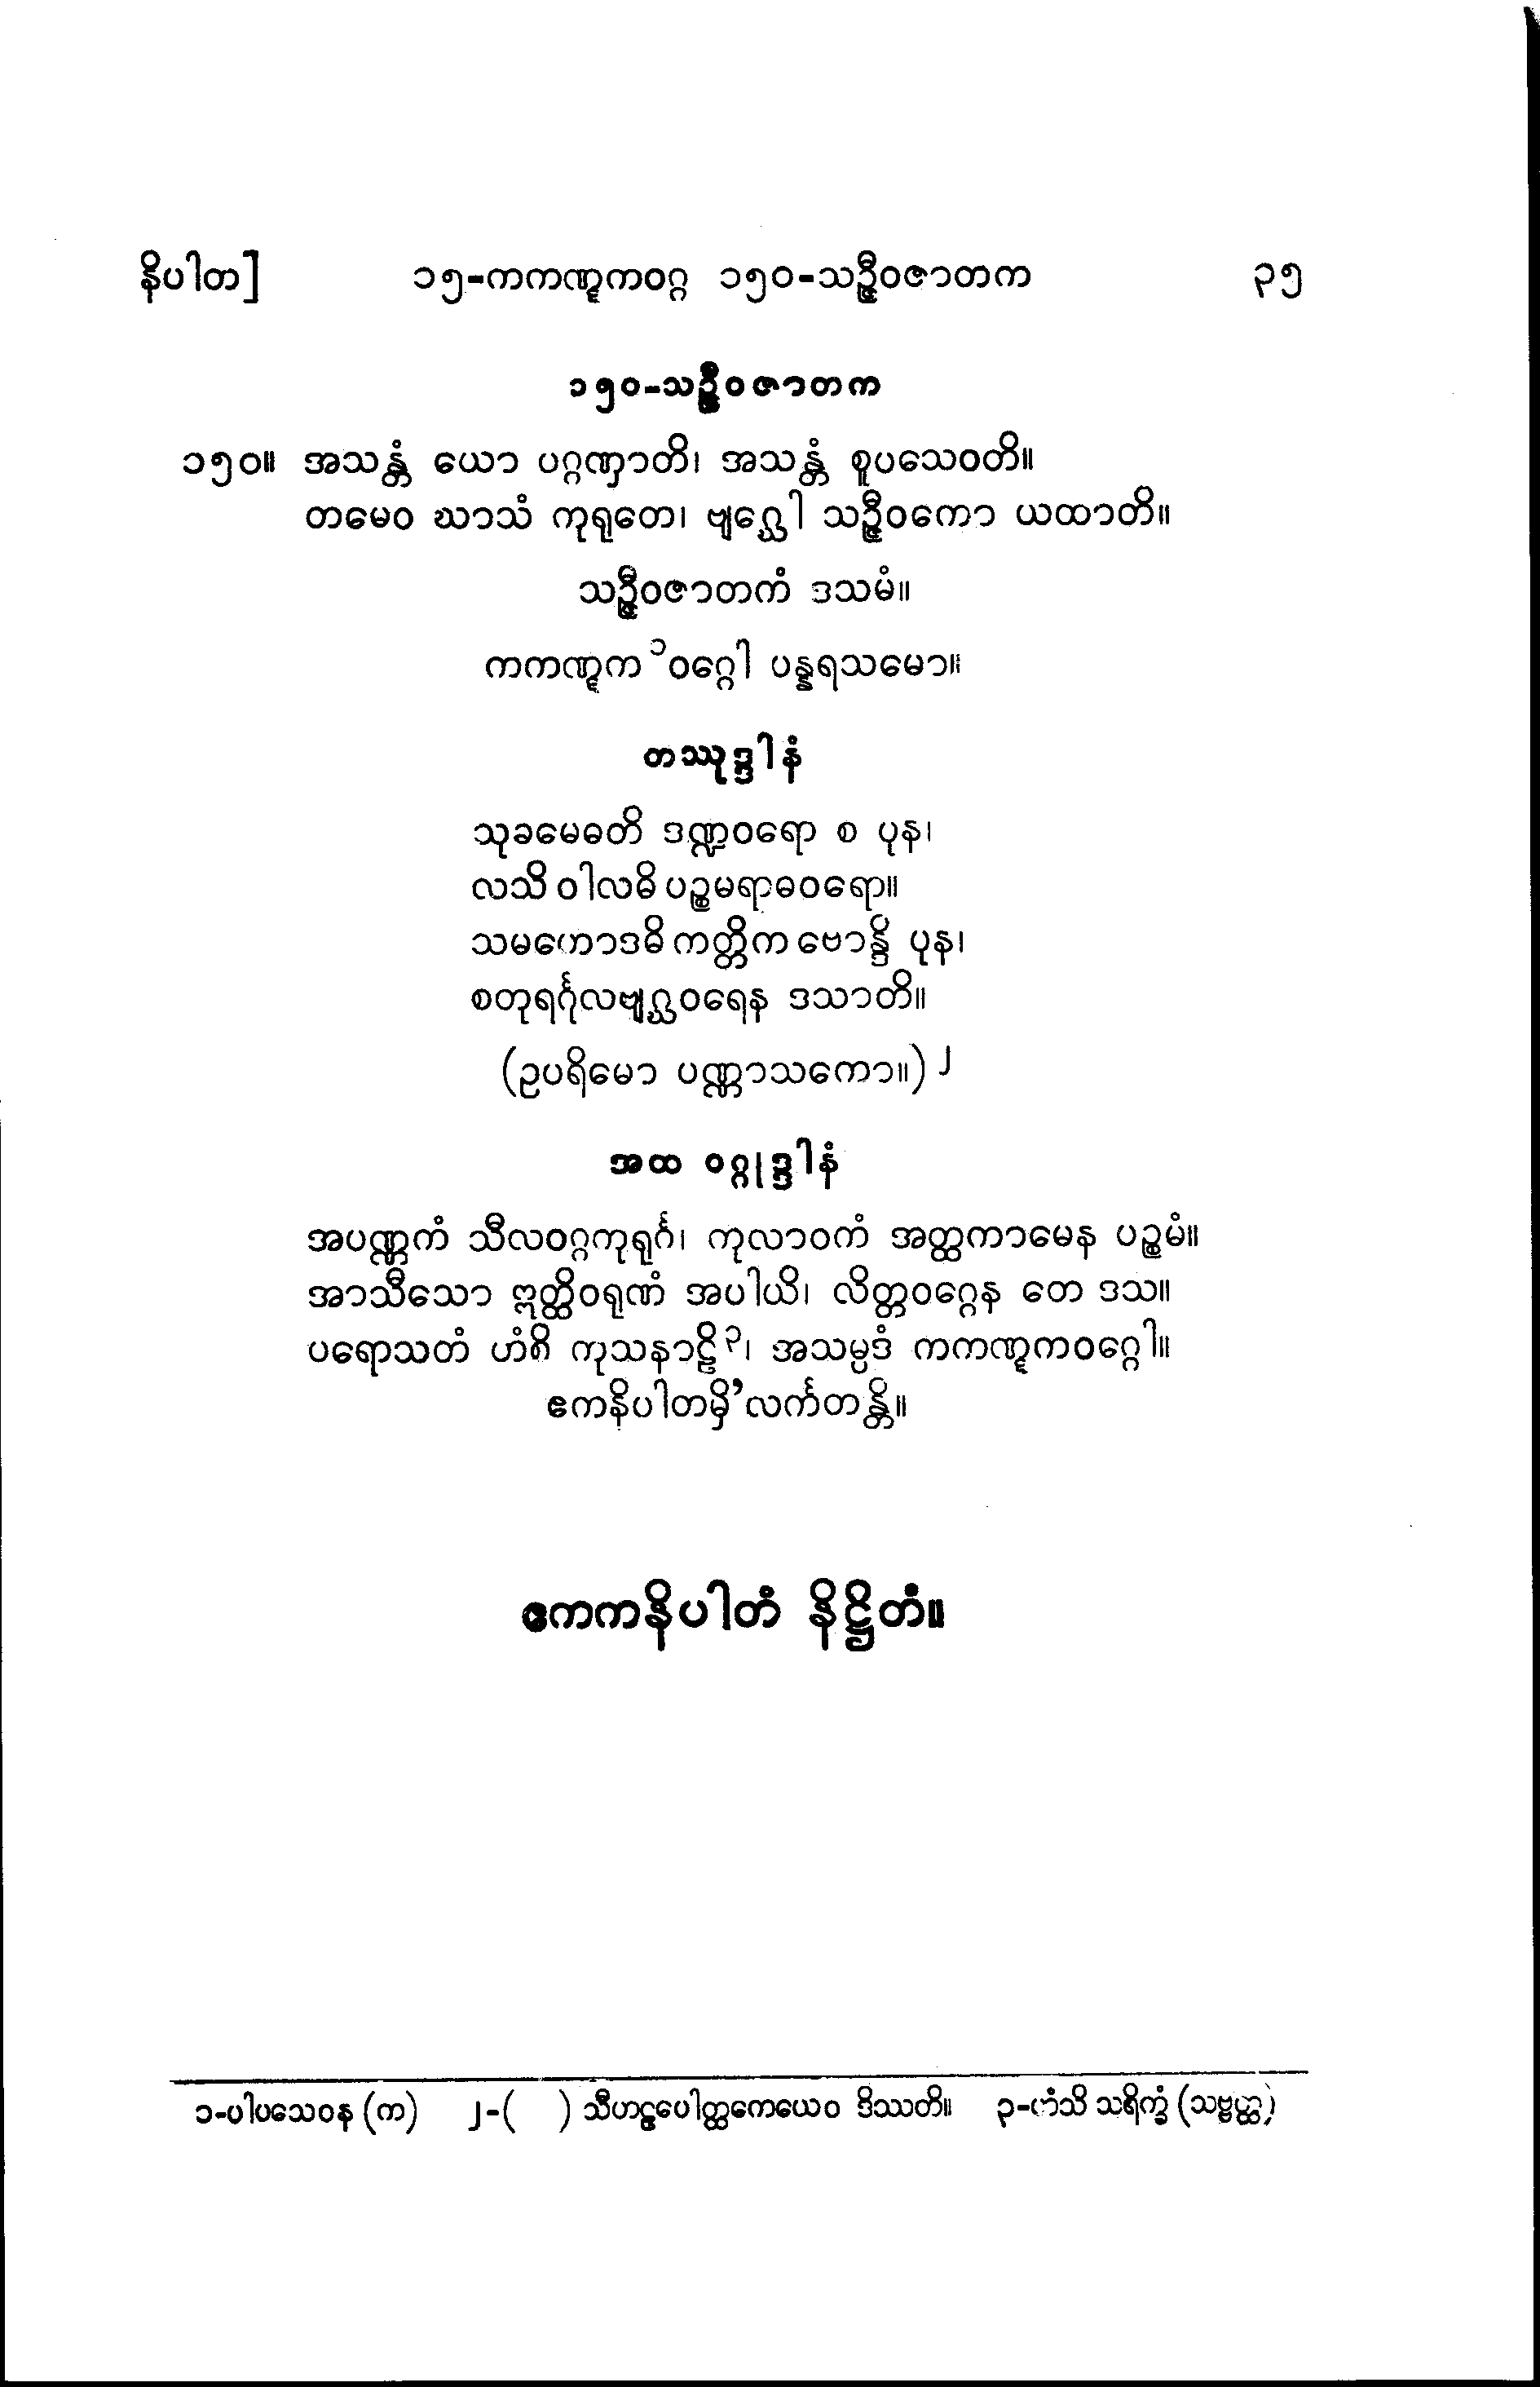 နိပါတ] ၁၅-ကကဏ္ဋကဝဂ္ဂ ၁၅၀-သဉ္ဇီဝဇာတက ၃၅
၁၅၀-သဉ္ဇီဝဇာတက
၁၅၀။ အသန္တံ ယော ပဂ္ဂဏှာတိ၊ အသန္တံ စူပသေဝတိ။
တမေဝ ဃာသံ ကုရုတေ၊ ဗျဂ္ဃေါ သဉ္ဇီဝကော ယထာတိ။
သဉ္ဇီဝဇာတကံ ဒသမံ။
ကကဏ္ဋက ၁ဝဂ္ဂေါ ပန္နရသမော။
တဿုဒ္ဒါနံ
သုခမေဓတိ ဒဏ္ဍဝရော စ ပုန၊
လသိ ဝါလဓိ ပဉ္စမရာဓဝရော။
သမဟောဒဓိ ကတ္တိက ဗောန္ဒိ ပုန၊
စတုရင်္ဂုလဗျဂ္ဃဝရေန ဒသာတိ။
(ဥပရိမော ပဏ္ဏာသကော။) ၂
အထ ဝဂ္ဂုဒ္ဒါနံ
အပဏ္ဏကံ သီလဝဂ္ဂကုရုင်္ဂ၊ ကုလာဝကံ အတ္ထကာမေန ပဉ္စမံ။
အာသီသော ဣတ္ထိဝရုဏံ အပါယိ၊ လိတ္တဝဂ္ဂေန တေ ဒသ။
ပရောသတံ ဟံစိ ကုသနာဠိ၃၊ အသမ္ပဒံ ကကဏ္ဋကဝဂ္ဂေါ။
ဧကနိပါတမှိ’လင်္ကတန္တိ။
ဧကကနိပါတံ နိဋ္ဌိတံ။
၁-ပါပသေဝန (က) ၂-( ) သီဟဠပေါတ္ထကေယေဝ ဒိဿတိ။ ၃-ဟံသိ သရိက္ခံ (သဗ္ဗတ္ထ)